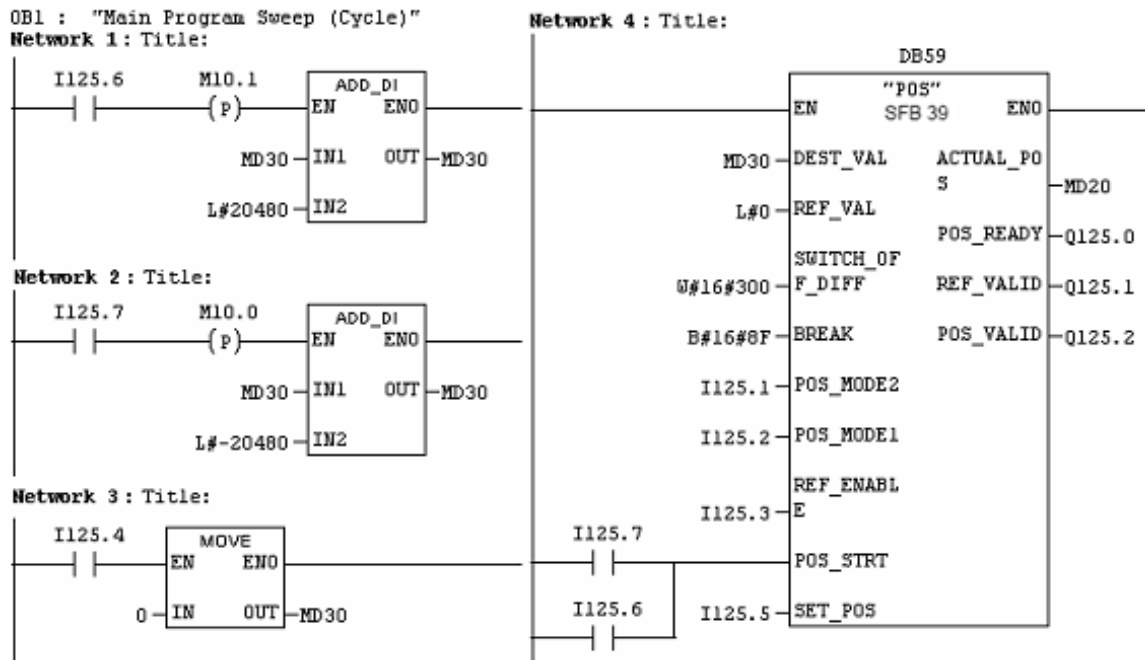 OB1 : "Main Program Sweep (Cycle)"
Network 1 : Title:
I125.6 M10.1
ADD_DI
(P) EN ENO
MD30 IN1 OUT MD30
L#20480 IN2
Network 2 : Title:
I125.7 M10.0
ADD_DI
(P) EN ENO
MD30 IN1 OUT MD30
L#-20480 IN2
Network 3 : Title:
I125.4
MOVE
EN ENO
0 IN OUT MD30
Network 4 : Title:
DB59
"POS"
EN SFB 39 ENO
MD30 DEST_VAL ACTUAL_PO
S
MD20
L#0 REF_VAL
POS_READY Q125.0
SWITCH_OF
W#16#300 F_DIFF REF_VALID Q125.1
B#16#8F BREAK POS_VALID Q125.2
I125.1 POS_MODE2
I125.2 POS_MODE1
REF_ENABL
I125.3 E
I125.7
POS_STRT
I125.6
I125.5 SET_POS